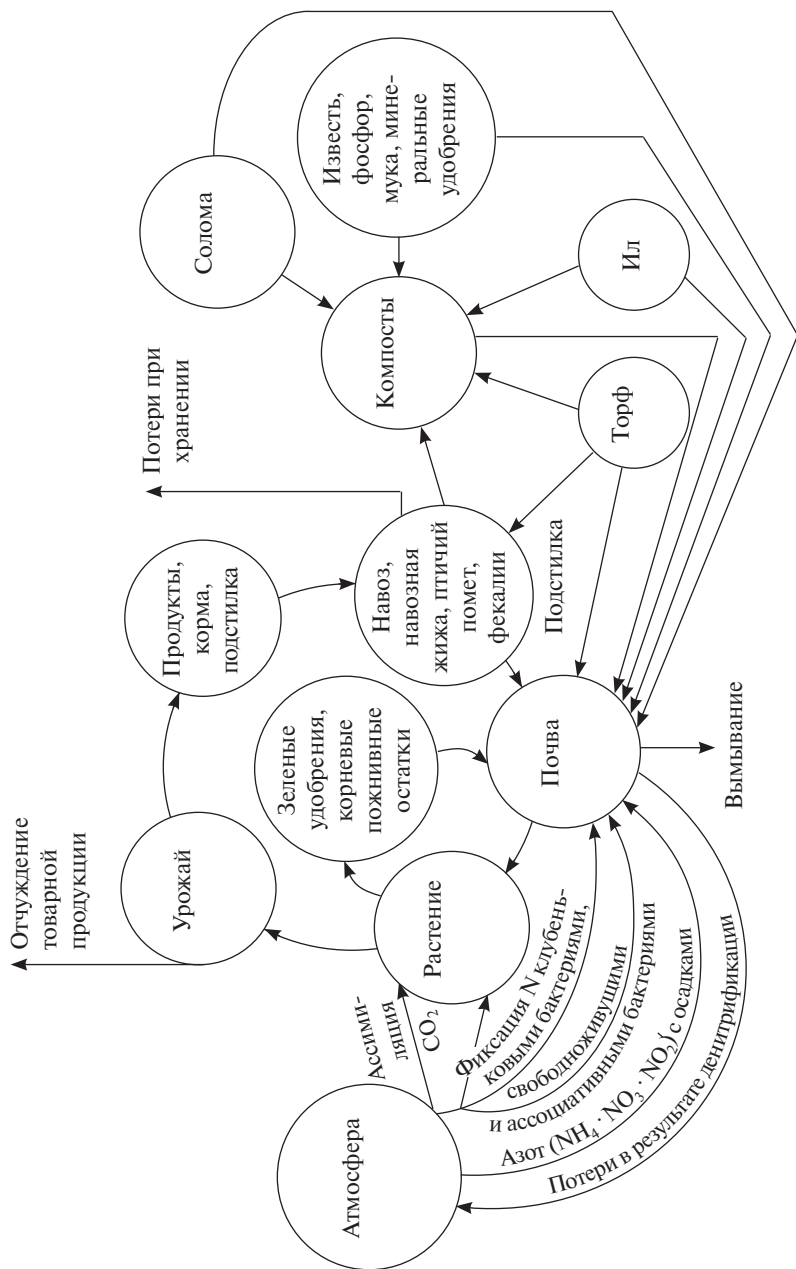 Отчуждение
товарной
продукции
Урожай
Продукты,
корма,
подстилка
Потери при
хранении
Солома
Известь,
фосфор,
мука, мине-
ральные
удобрения
Зеленые
удобрения,
корневые
пожнивные
остатки
Навоз,
навозная
жижа, птичий
помет,
фекалии
Компосты
Атмосфера
Ассими-
ляция
CO₂
Растение
Подстилка
Торф
Ил
Почва
Фиксация N клубень-
ковыми бактериями,
свободноживущими
и ассоциативными бактериями
Азот (NH₄ · NO₃ · NO₂) с осадками
Потери в результате денитрификации
Вымывание